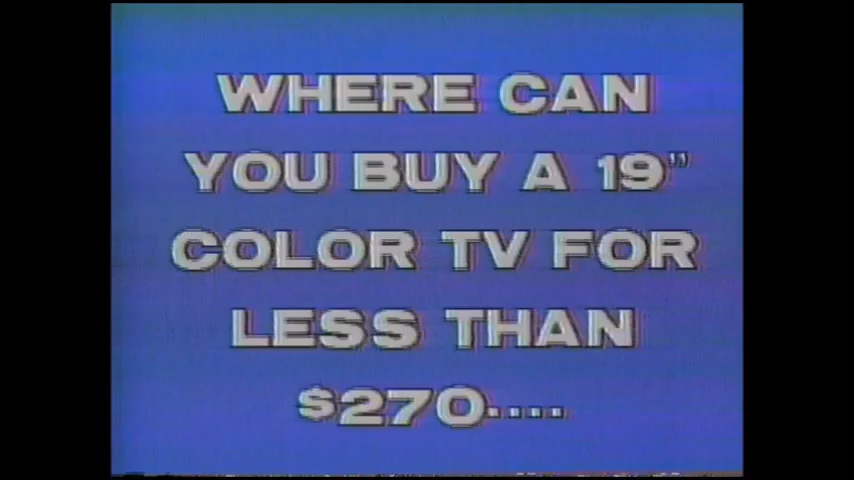 WHERE CAN
YOU BUY A 19”
COLOR TV FOR
LESS THAN
$270....